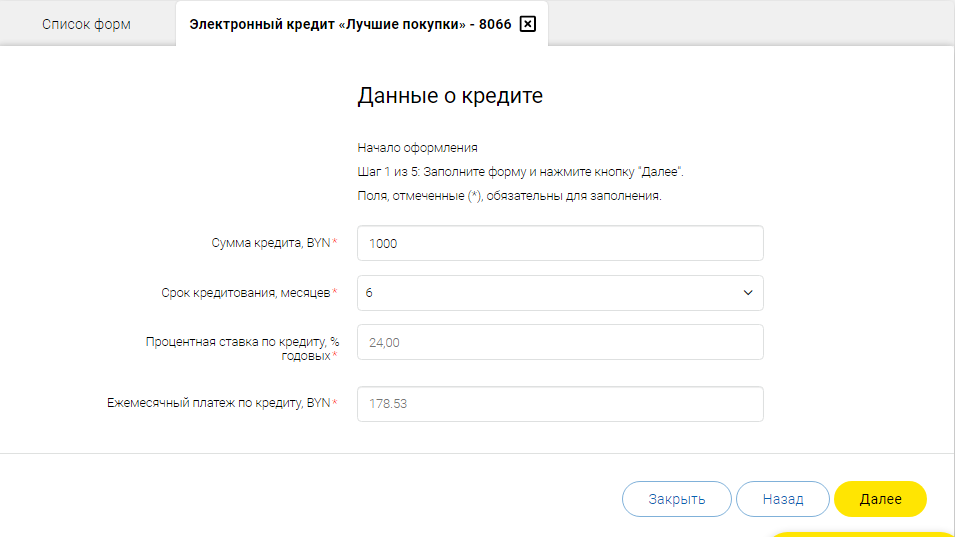 Список форм
Электронный кредит «Лучшие покупки» - 8066
Данные о кредите
Начало оформления
Шаг 1 из 5: Заполните форму и нажмите кнопку "Далее".
Поля, отмеченные (*), обязательны для заполнения.
Сумма кредита, BYN* 1000
Срок кредитования, месяцев* 6
Процентная ставка по кредиту, %
годовых* 24,00
Ежемесячный платеж по кредиту, BYN* 178.53
Закрыть Назад Далее